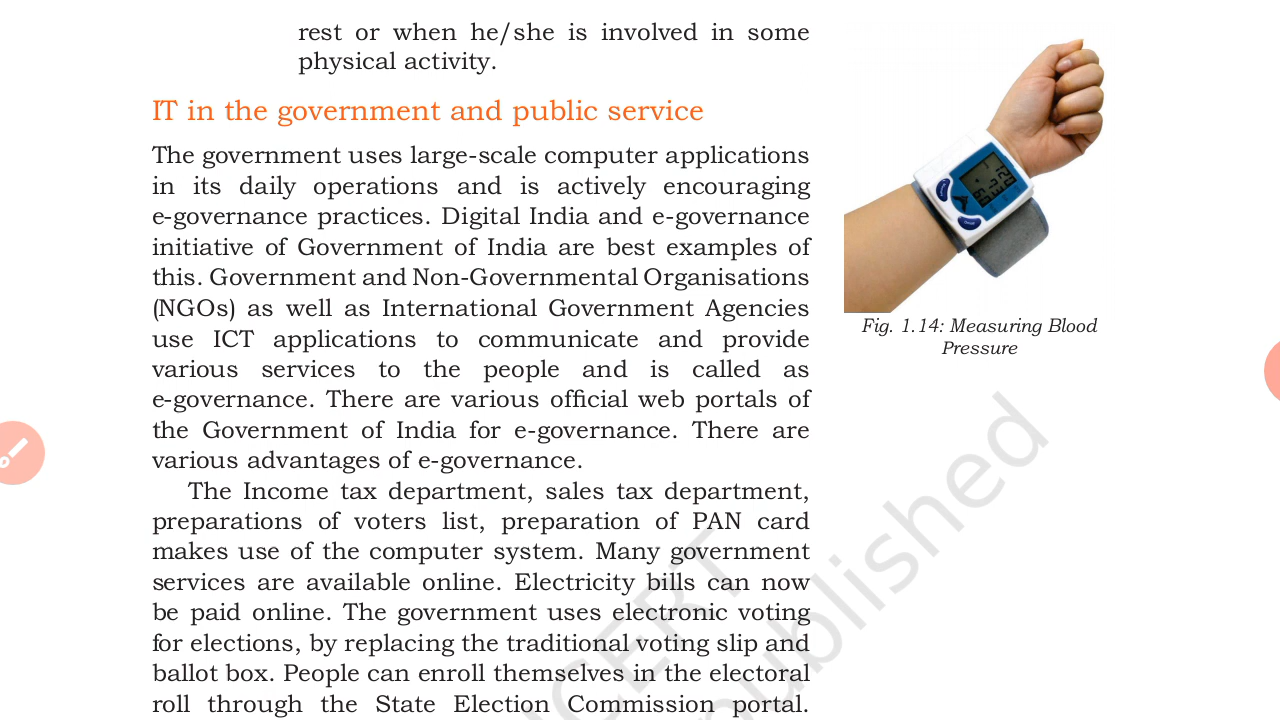 rest or when he/she is involved in some
physical activity.
IT in the government and public service
The government uses large-scale computer applications
in its daily operations and is actively encouraging
e-governance practices. Digital India and e-governance
initiative of Government of India are best examples of
this. Government and Non-Governmental Organisations
(NGOs) as well as International Government Agencies
use ICT applications to communicate and provide
various services to the people and is called as
e-governance. There are various official web portals of
the Government of India for e-governance. There are
various advantages of e-governance.
The Income tax department, sales tax department,
preparations of voters list, preparation of PAN card
makes use of the computer system. Many government
services are available online. Electricity bills can now
be paid online. The government uses electronic voting
for elections, by replacing the traditional voting slip and
ballot box. People can enroll themselves in the electoral
roll through the State Election Commission portal.
Fig. 1.14: Measuring Blood
Pressure
published